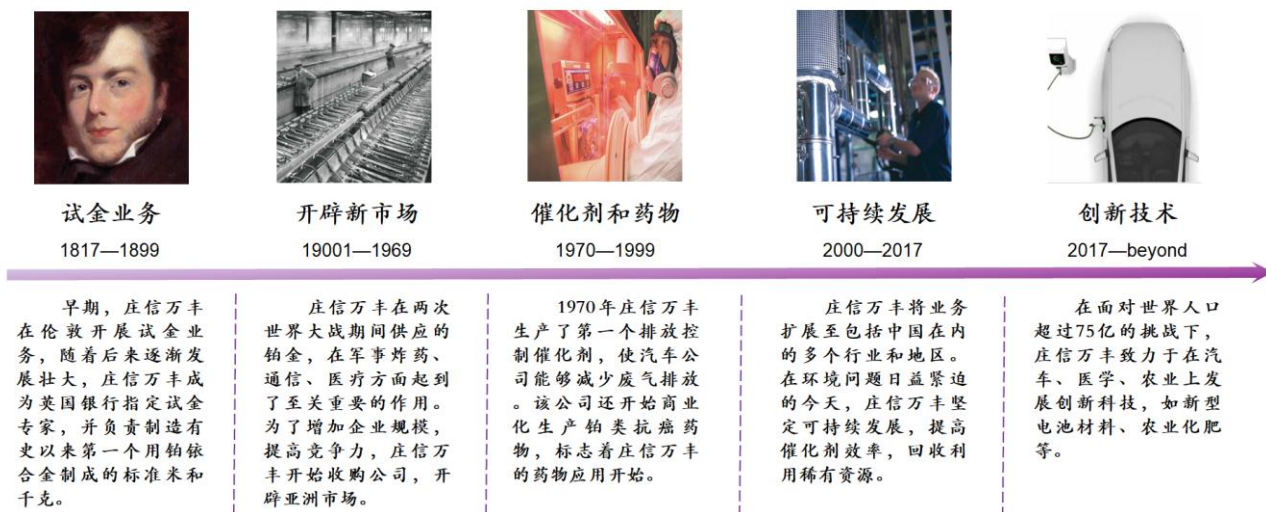 试金业务
1817—1899
早期，庄信万丰
在伦敦开展试金业
务，随着后来逐渐发
展壮大，庄信万丰成
为英国银行指定试金
专家，并负责制造有
史以来第一个用铂铱
合金制成的标准米和
千克。
开辟新市场
19001—1969
庄信万丰在两次
世界大战期间供应的
铂金，在军事炸药、
通信、医疗方面起到
了至关重要的作用。
为了增加企业规模，
提高竞争力，庄信万
丰开始收购公司，开
辟亚洲市场。
催化剂和药物
1970—1999
1970年庄信万丰
生产了第一个排放控
制催化剂，使汽车公
司能够减少废气排放
。该公司还开始商业
化生产铂类抗癌药
物，标志着庄信万丰
的药物应用开始。
可持续发展
2000—2017
庄信万丰将业务
扩展至包括中国在内
的多个行业和地区。
在环境问题日益紧迫
的今天，庄信万丰坚
定可持续发展，提高
催化剂效率，回收利
用稀有资源。
创新技术
2017—beyond
在面对世界人口
超过75亿的挑战下，
庄信万丰致力于在汽
车、医学、农业上发
展创新科技，如新型
电池材料、农业化肥
等。